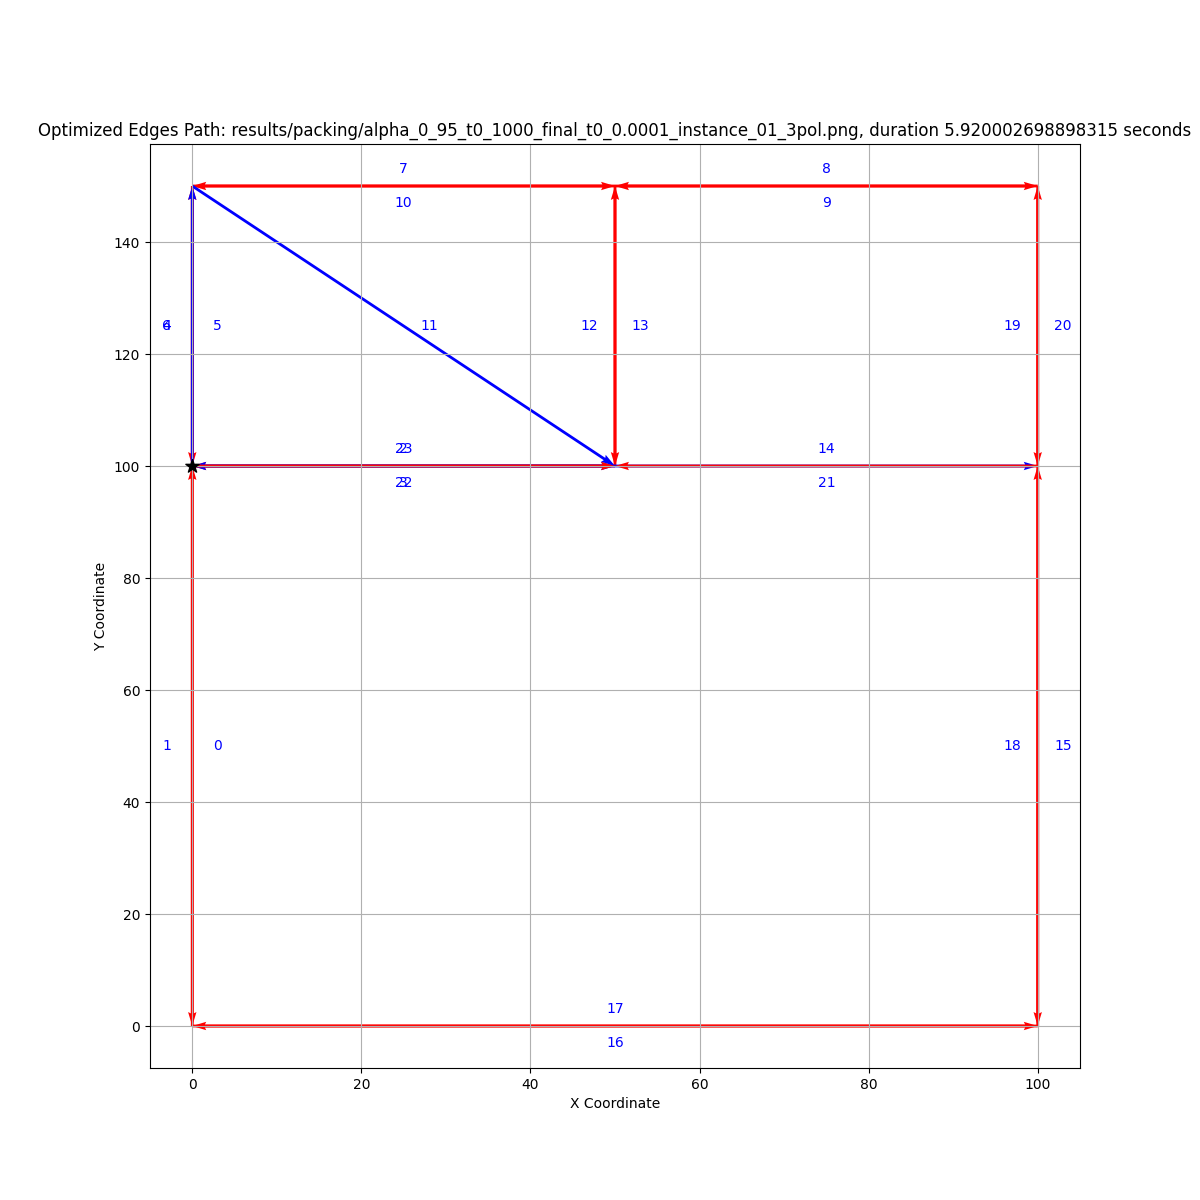 Optimized Edges Path: results/packing/alpha_0_95_t0_1000_final_t0_0.0001_instance_01_3pol.png, duration 5.920002698898315 seconds
7 8
10 9
140
5 11 12 13 19 20
120
14
100
21
80
Y Coordinate
60
1 0 18 15
40
20
17
0
16
0 20 40 60 80 100
X Coordinate